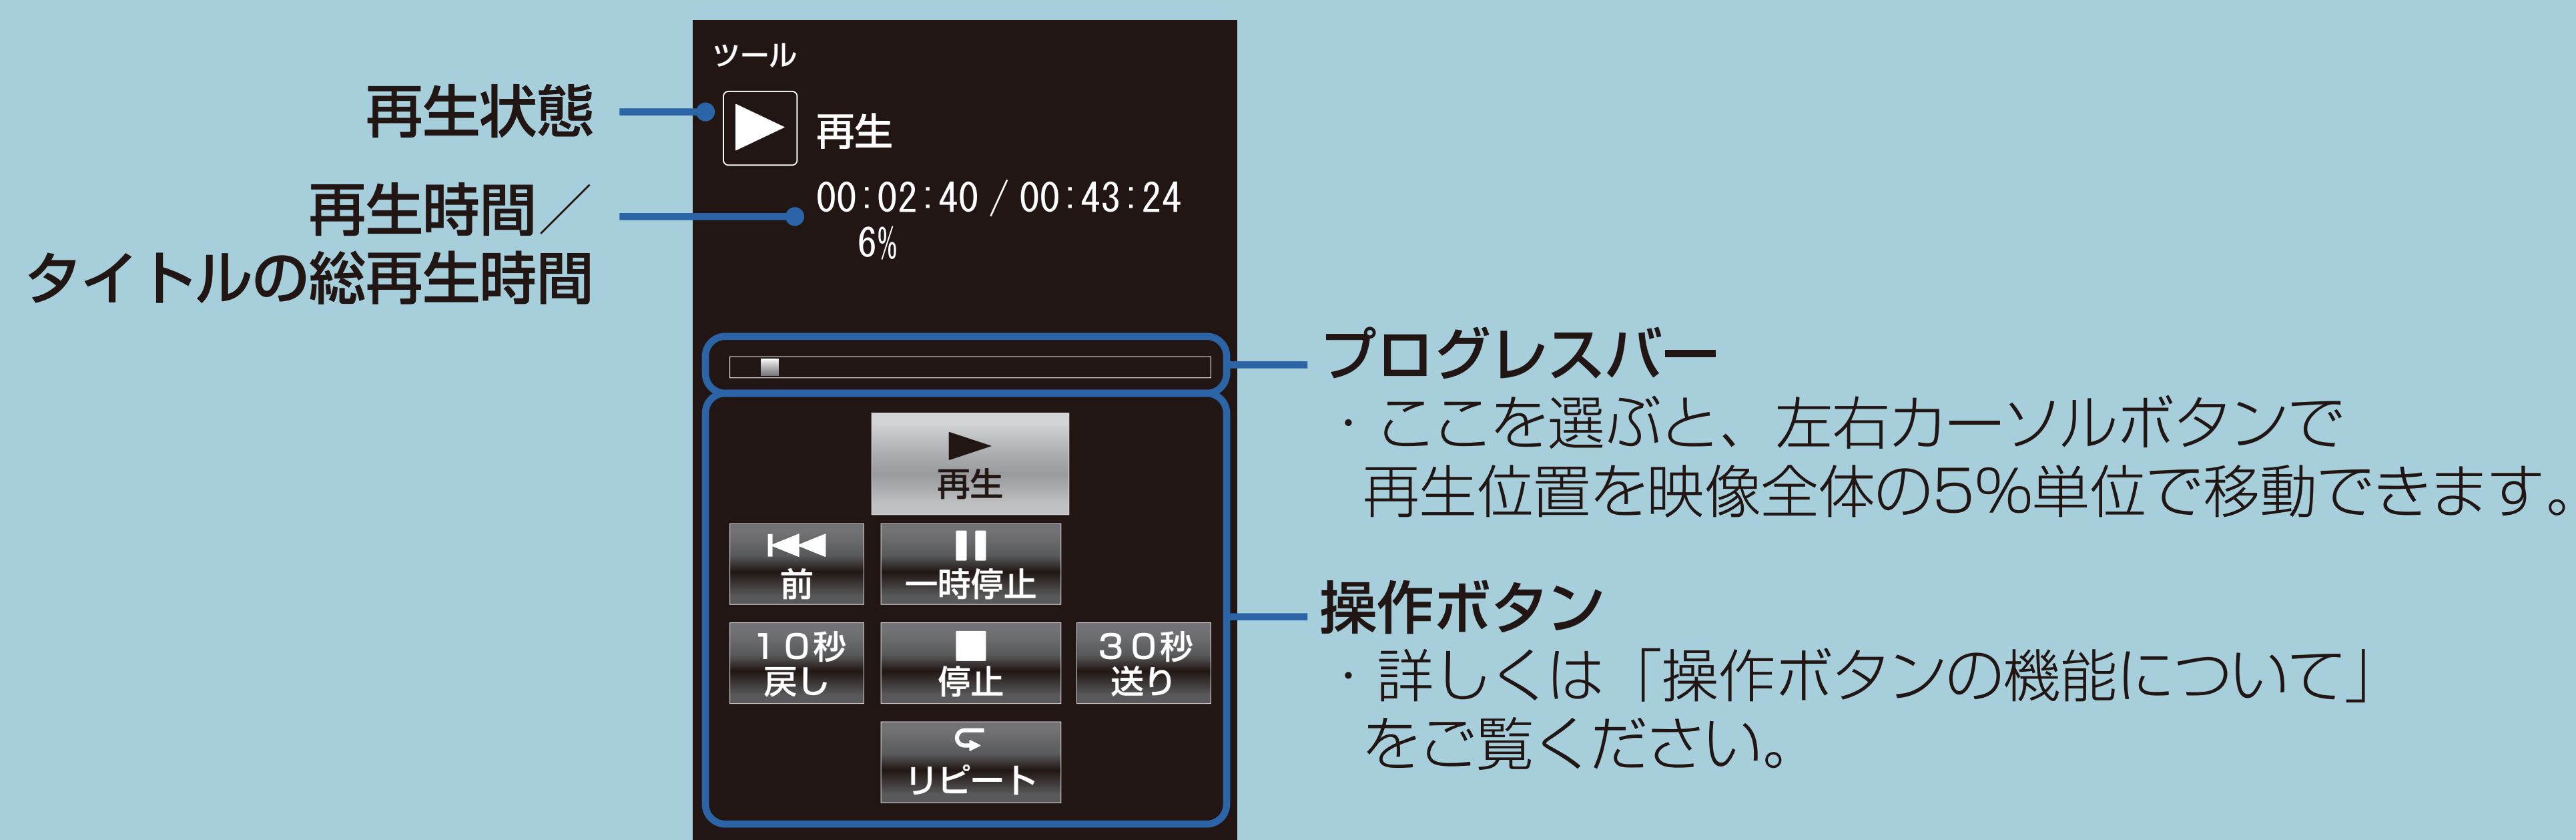 再生状態
再生時間／
タイトルの総再生時間
ツール
再生
00:02:40 / 00:43:24
6%
再生
前
一時停止
10秒
戻し
停止
30秒
送り
リピート
プログレスバー
・ここを選ぶと、左右カーソルボタンで
再生位置を映像全体の5%単位で移動できます。
操作ボタン
・詳しくは「操作ボタンの機能について」
をご覧ください。